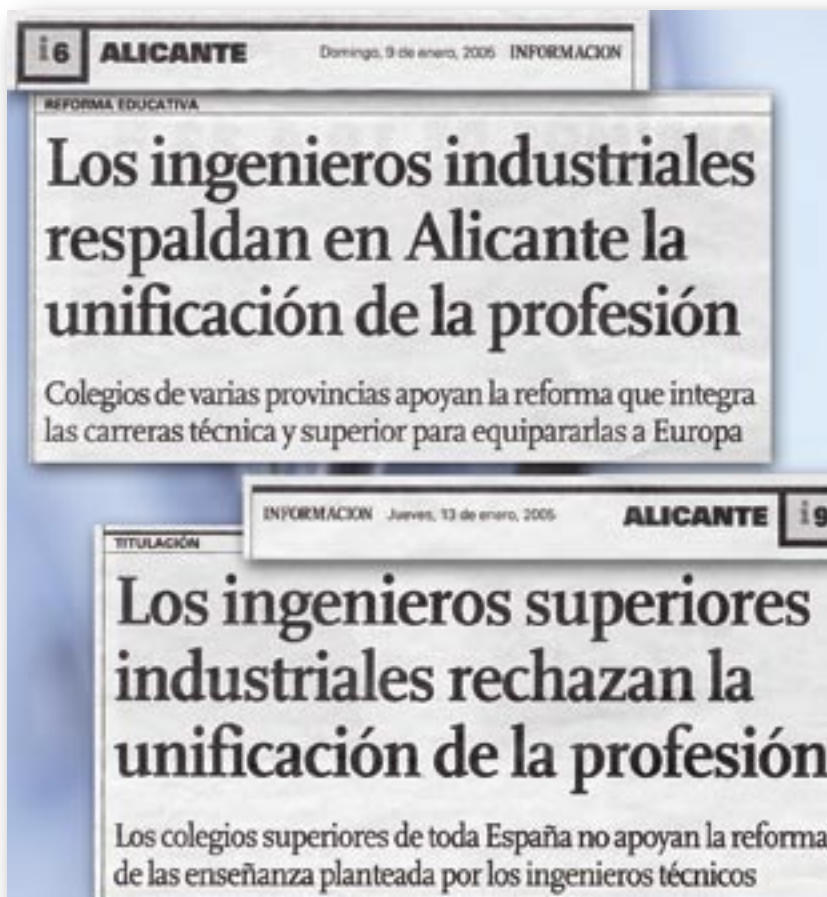 i6 ALICANTE Domingo, 9 de enero, 2005 INFORMACION
REFORMA EDUCATIVA
Los ingenieros industriales
respaldan en Alicante la
unificación de la profesión
Colegios de varias provincias apoyan la reforma que integra
las carreras técnica y superior para equipararlas a Europa
INFORMACION Jueves, 13 de enero, 2005 ALICANTE i9
TITULACIÓN
Los ingenieros superiores
industriales rechazan la
unificación de la profesión
Los colegios superiores de toda España no apoyan la reforma
de las enseñanza planteada por los ingenieros técnicos